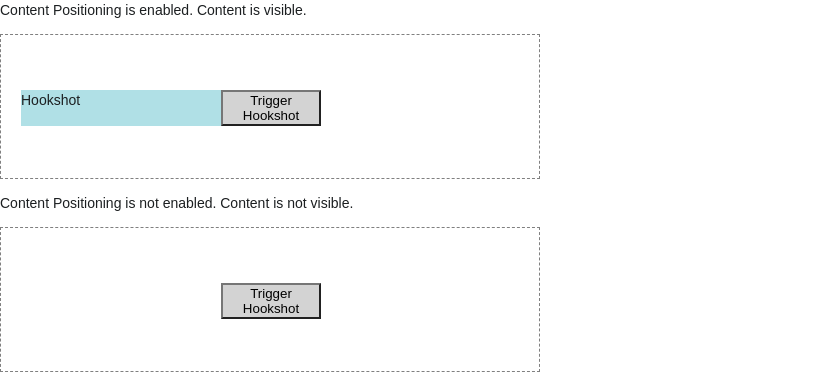 Content Positioning is enabled. Content is visible.
Hookshot
Trigger
Hookshot
Content Positioning is not enabled. Content is not visible.
Trigger
Hookshot